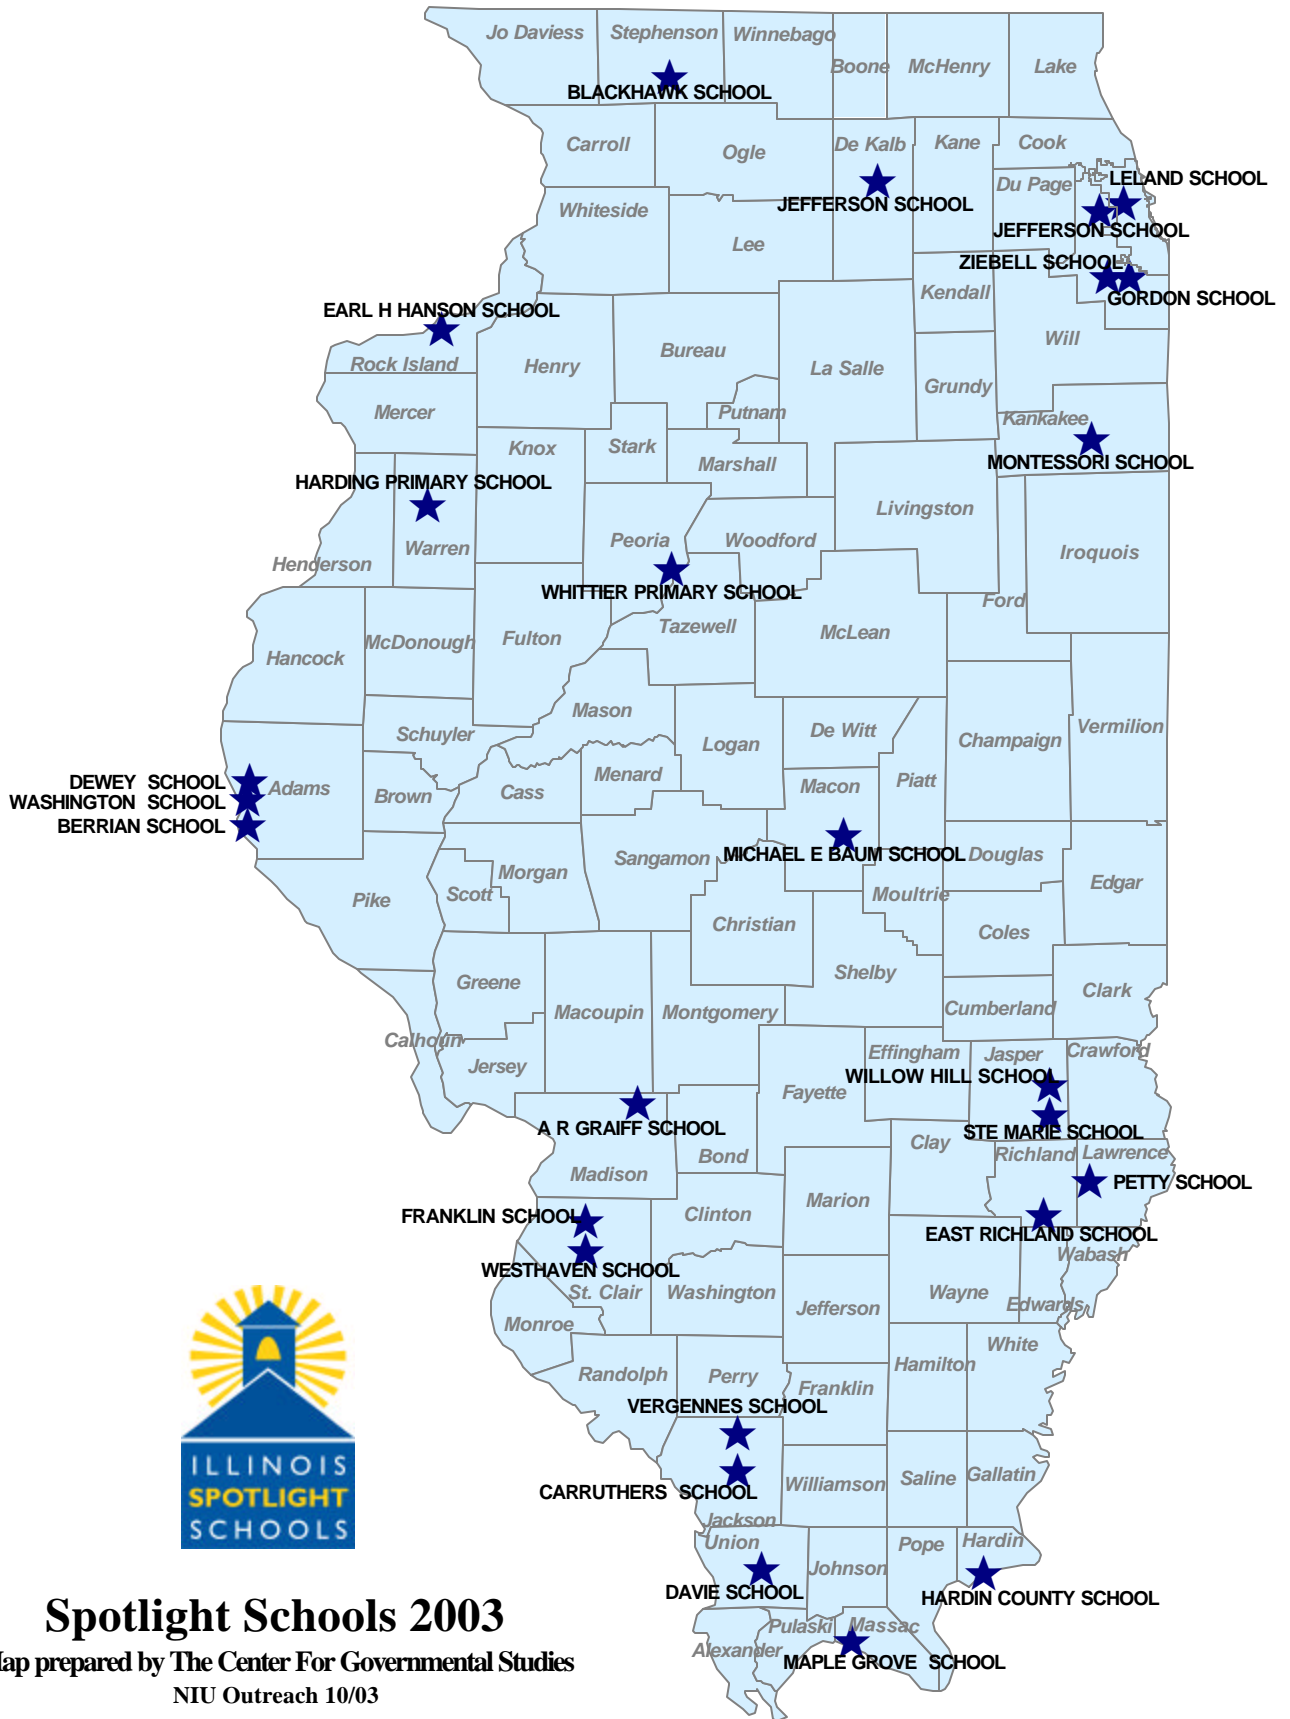 Jo Daviess
Stephenson
Winnebago
Boone
McHenry
Lake
BLACKHAWK SCHOOL
Carroll
Ogle
De Kalb
Kane
Cook
Du Page
LELAND SCHOOL
JEFFERSON SCHOOL
Whiteside
Lee
JEFFERSON SCHOOL
ZIEBELL SCHOOL
Kendall
GORDON SCHOOL
EARL H HANSON SCHOOL
Rock Island
Henry
Bureau
La Salle
Will
Grundy
Mercer
Putnam
Kankakee
Knox
Stark
Marshall
MONTESSORI SCHOOL
HARDING PRIMARY SCHOOL
Livingston
Warren
Peoria
Woodford
Iroquois
Henderson
WHITTIER PRIMARY SCHOOL
Ford
Tazewell
McLean
McDonough
Fulton
Hancock
Mason
Schuyler
Logan
De Witt
Champaign
Vermilion
Menard
DEWEY  SCHOOL
Adams
Brown
Cass
Macon
Piatt
WASHINGTON  SCHOOL
BERRIAN SCHOOL
Sangamon
MICHAEL E BAUM SCHOOL
Douglas
Morgan
Edgar
Pike
Scott
Moultrie
Christian
Coles
Shelby
Greene
Clark
Macoupin
Montgomery
Cumberland
Calhoun
Jersey
Effingham
Jasper
Crawford
WILLOW HILL SCHOOL
Fayette
A R GRAIFF SCHOOL
STE MARIE SCHOOL
Clay
Bond
Richland
Lawrence
Madison
PETTY SCHOOL
Marion
FRANKLIN SCHOOL
Clinton
EAST RICHLAND SCHOOL
Wabash
WESTHAVEN SCHOOL
St. Clair
Washington
Wayne
Jefferson
Edwards
Monroe
White
Hamilton
Randolph
Perry
Franklin
VERGENNES SCHOOL
Williamson
Saline
Gallatin
CARRUTHERS  SCHOOL
Jackson
Union
Pope
Hardin
Johnson
DAVIE SCHOOL
HARDIN COUNTY SCHOOL
Pulaski
Massac
Alexander
MAPLE GROVE  SCHOOL
ILLINOIS
SPOTLIGHT
SCHOOLS
Spotlight Schools 2003
ap prepared by The Center For Governmental Studies
NIU Outreach 10/03